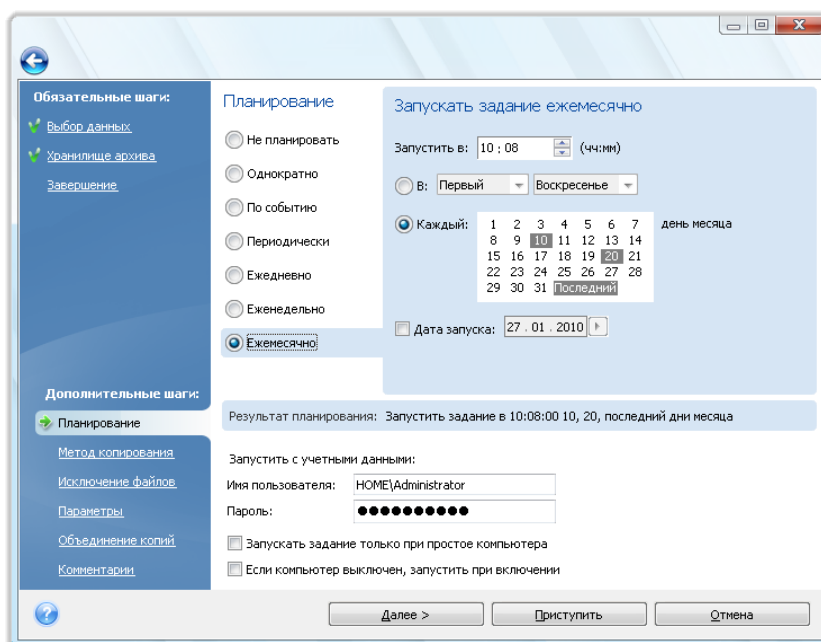 Обязательные шаги:
Выбор данных
Хранилище архива
Завершение
Дополнительные шаги:
Планирование
Метод копирования
Исключение файлов
Параметры
Объединение копий
Комментарии
Планирование
Не планировать
Однократно
По событию
Периодически
Ежедневно
Еженедельно
Ежемесячно
Запускать задание ежемесячно
Запустить в: 10 : 08 (чч:мм)
В: Первый Воскресенье
Каждый: день месяца
1 2 3 4 5 6 7
8 9 10 11 12 13 14
15 16 17 18 19 20 21
22 23 24 25 26 27 28
29 30 31 Последний
Дата запуска: 27 . 01 . 2010
Результат планирования: Запустить задание в 10:08:00 10, 20, последний дни месяца
Запустить с учетными данными:
Имя пользователя: HOME\Administrator
Пароль: ●●●●●●●●●●
Запускать задание только при простое компьютера
Если компьютер выключен, запустить при включении
Далее > Приступить Отмена